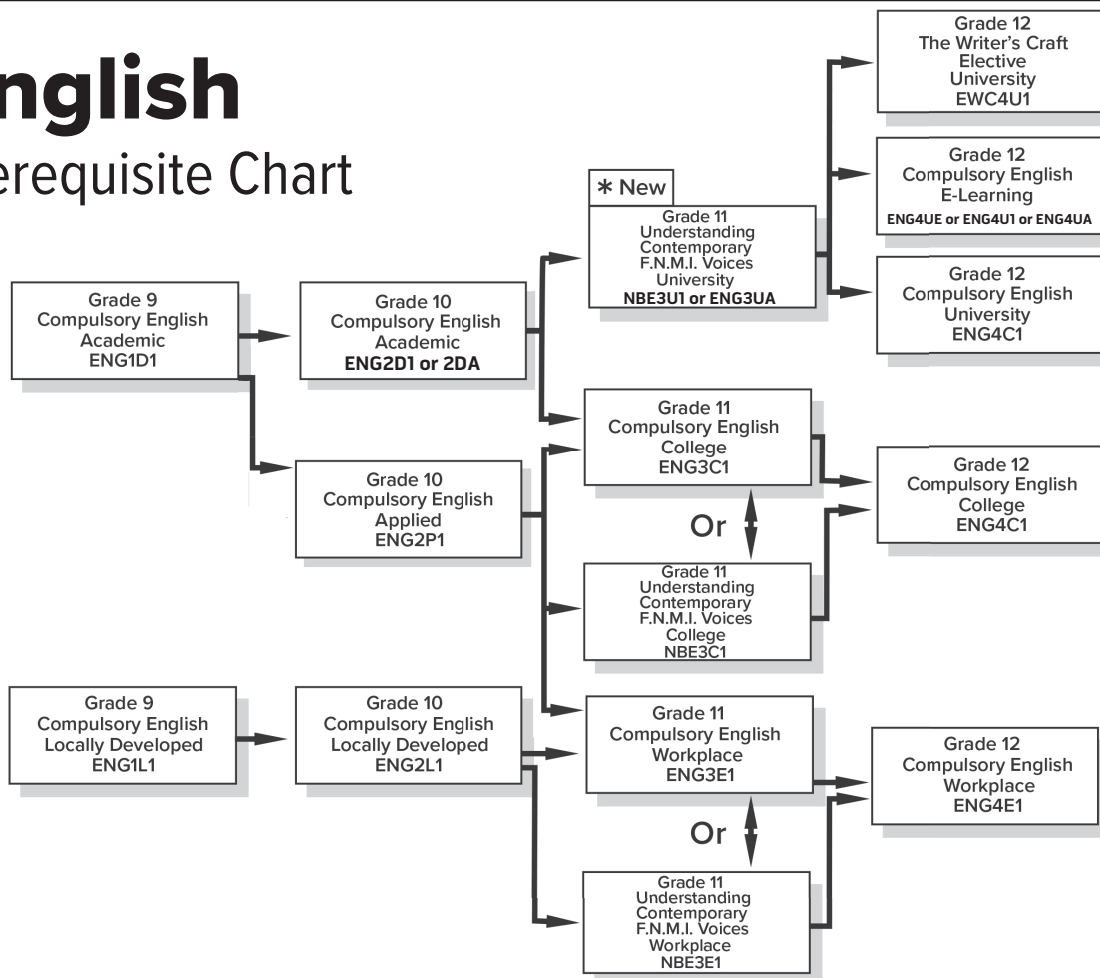 nglish
erequisite Chart
Grade 12
The Writer's Craft
Elective
University
EWC4U1
Grade 12
Compulsory English
E-Learning
ENG4UE or ENG4U1 or ENG4UA
* New
Grade 11
Understanding
Contemporary
F.N.M.I. Voices
University
NBE3U1 or ENG3UA
Grade 12
Compulsory English
University
ENG4C1
Grade 9
Compulsory English
Academic
ENG1D1
Grade 10
Compulsory English
Academic
ENG2D1 or 2DA
Grade 11
Compulsory English
College
ENG3C1
Grade 10
Compulsory English
Applied
ENG2P1
Grade 12
Compulsory English
College
ENG4C1
Or
Grade 11
Understanding
Contemporary
F.N.M.I. Voices
College
NBE3C1
Grade 9
Compulsory English
Locally Developed
ENG1L1
Grade 10
Compulsory English
Locally Developed
ENG2L1
Grade 11
Compulsory English
Workplace
ENG3E1
Grade 12
Compulsory English
Workplace
ENG4E1
Or
Grade 11
Understanding
Contemporary
F.N.M.I. Voices
Workplace
NBE3E1